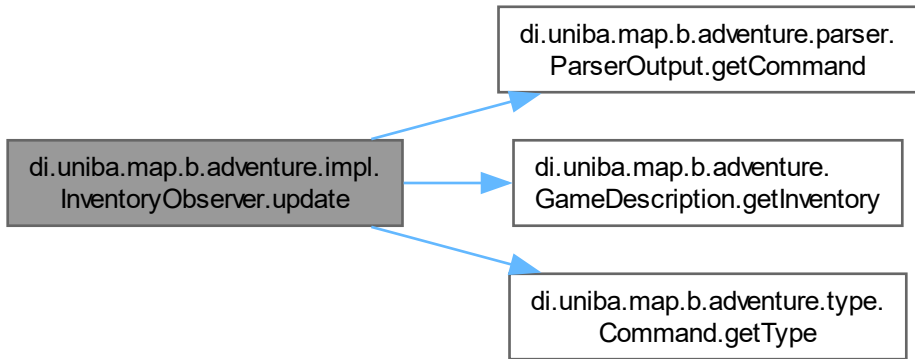 di.uniba.map.b.adventure.impl.
InventoryObserver.update
di.uniba.map.b.adventure.parser.
ParserOutput.getCommand
di.uniba.map.b.adventure.
GameDescription.getInventory
di.uniba.map.b.adventure.type.
Command.getType